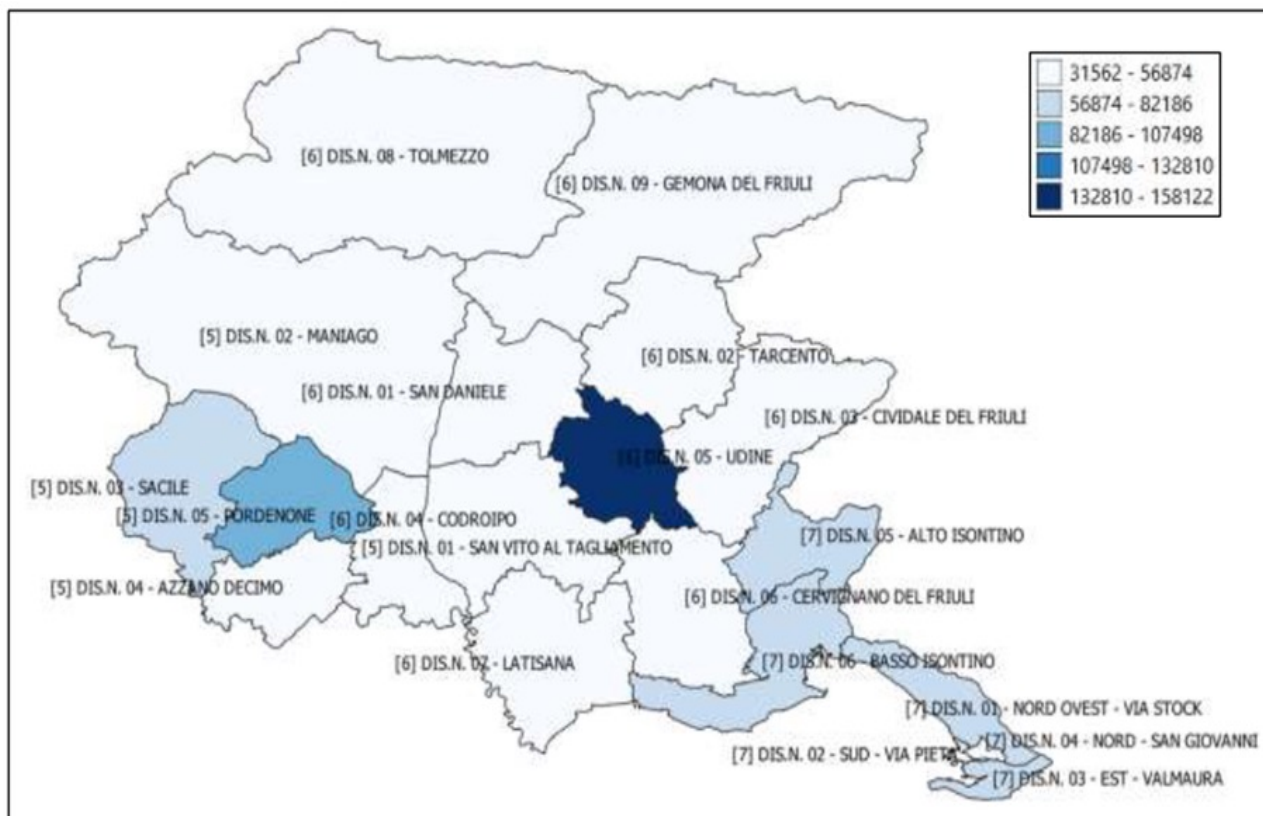 31562 - 56874
56874 - 82186
82186 - 107498
107498 - 132810
132810 - 158122
[6] DIS.N. 08 - TOLMEZZO
[6] DIS.N. 09 - GEMONA DEL FRIULI
[5] DIS.N. 02 - MANIAGO
[6] DIS.N. 02 - TARCENTO
[6] DIS.N. 01 - SAN DANIELE
[6] DIS.N. 03 - CIVIDALE DEL FRIULI
[6] DIS.N. 05 - UDINE
[5] DIS.N. 03 - SACILE
[5] DIS.N. 05 - PORDENONE
[6] DIS.N. 04 - CODROIPO
[7] DIS.N. 05 - ALTO ISONTINO
[5] DIS.N. 01 - SAN VITO AL TAGLIAMENTO
[5] DIS.N. 04 - AZZANO DECIMO
[6] DIS.N. 06 - CERVIGNANO DEL FRIULI
[6] DIS.N. 07 - LATISANA
[7] DIS.N. 06 - BASSO ISONTINO
[7] DIS.N. 01 - NORD OVEST - VIA STOCK
[7] DIS.N. 04 - NORD - SAN GIOVANNI
[7] DIS.N. 02 - SUD - VIA PIETA
[7] DIS.N. 03 - EST - VALMAURA